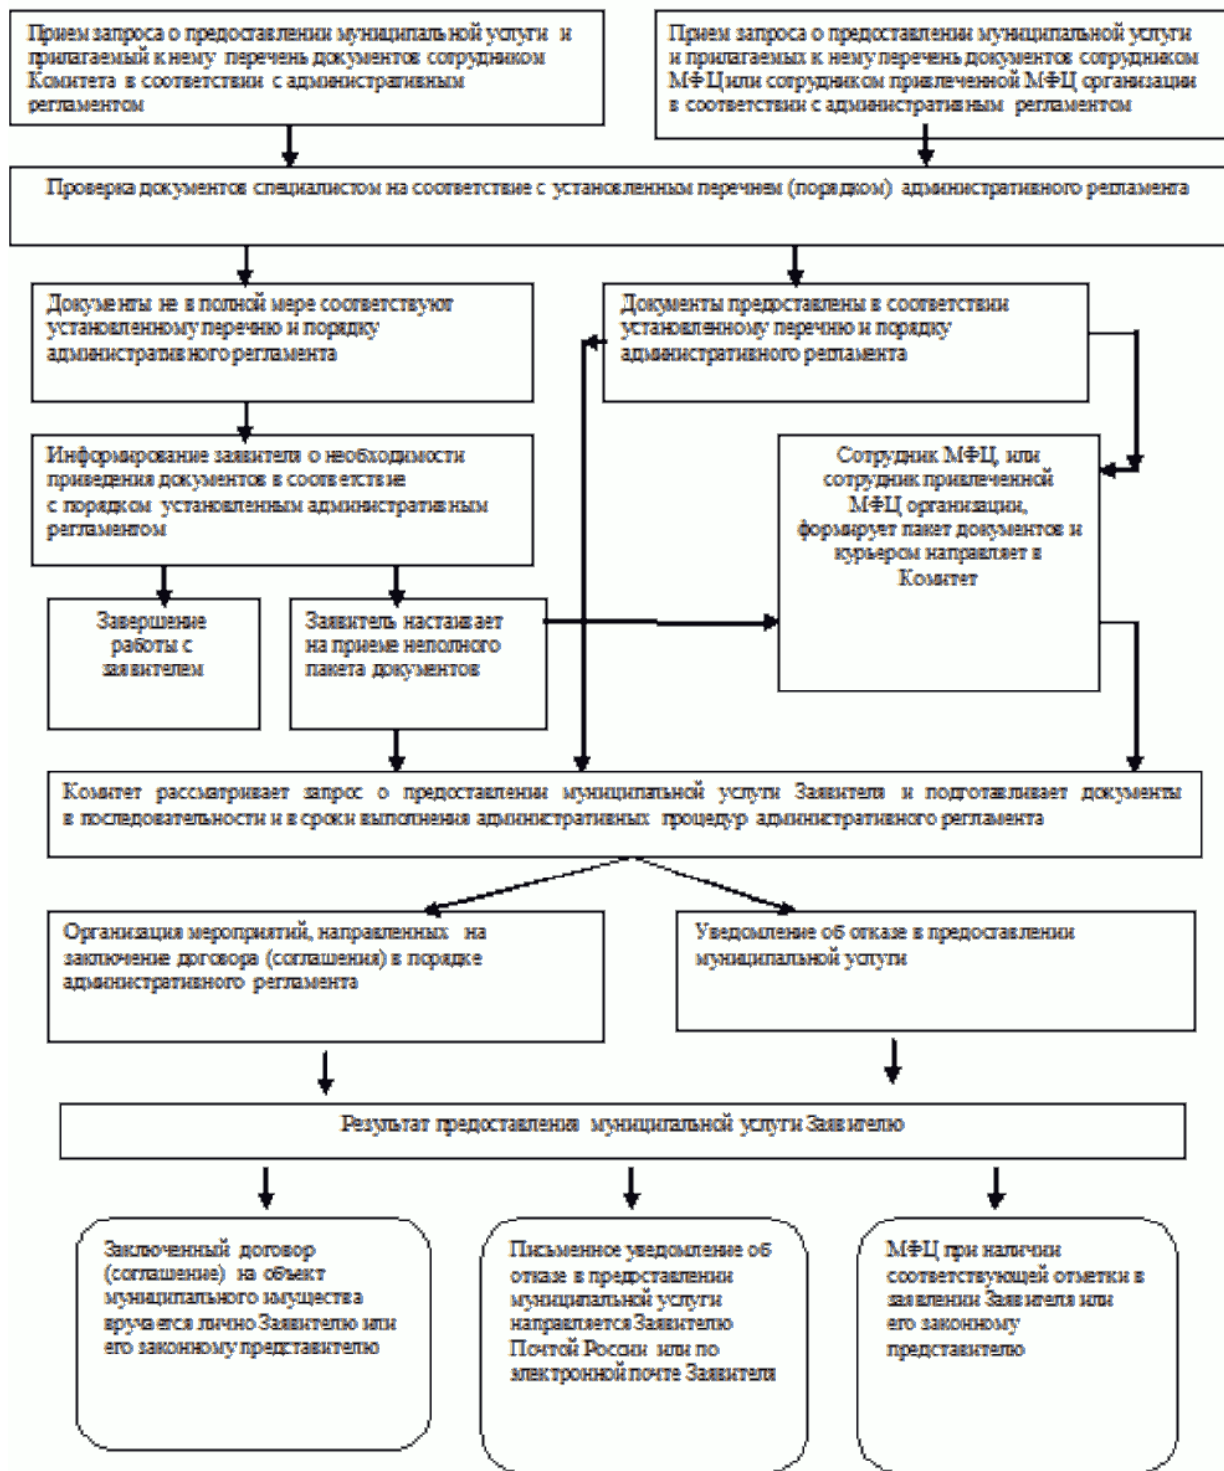 Прием запроса о предоставлении муниципальной услуги и
прилагаемый к нему перечень документов сотрудником
Комитета в соответствии с административным
регламентом
Прием запроса о предоставлении муниципальной услуги
и прилагаемых к нему перечень документов сотрудником
МФЦ или сотрудником привлеченной МФЦ организации
в соответствии с административным регламентом
Проверка документов специалистом на соответствие с установленным перечнем (порядком) административного регламента
Документы не в полной мере соответствуют
установленному перечню и порядку
административного регламента
Документы предоставлены в соответствии
установленному перечню и порядку
административного регламента
Информирование заявителя о необходимости
приведения документов в соответствие
с порядком установленным административным
регламентом
Сотрудник МФЦ, или
сотрудник привлеченной
МФЦ организации,
формирует пакет документов и
курьером направляет в
Комитет
Завершение
работы с
заявителем
Заявитель настаивает
на приеме неполного
пакета документов
Комитет рассматривает запрос о предоставлении муниципальной услуги Заявителя и подготавливает документы
в последовательности и в сроки выполнения административных процедур административного регламента
Организация мероприятий, направленных на
заключение договора (соглашения) в порядке
административного регламента
Уведомление об отказе в предоставлении
муниципальной услуги
Результат предоставления муниципальной услуги Заявителю
Заключенный договор
(соглашение) на объект
муниципального имущества
вручается лично Заявителю или
его законному представителю
Письменное уведомление об
отказе в предоставлении
муниципальной услуги
направляется Заявителю
Почтой России или по
электронной почте Заявителя
МФЦ при наличии
соответствующей отметки в
заявлении Заявителя или
его законному
представителю